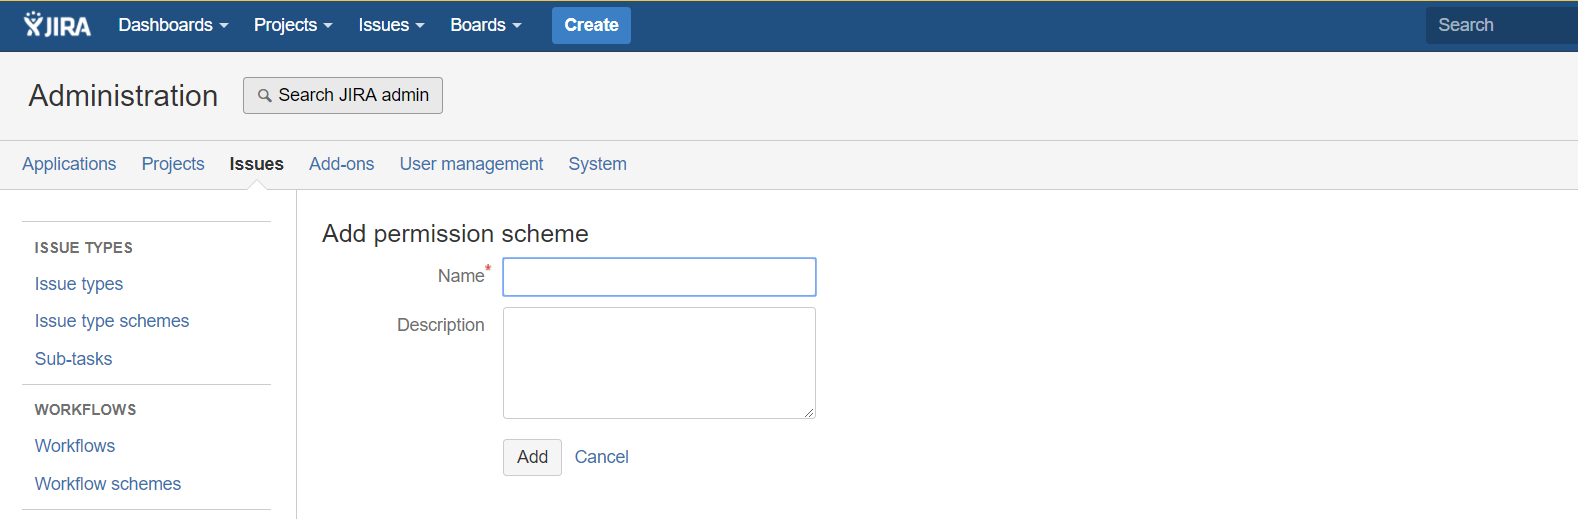 JIRA Dashboards Projects Issues Boards Create Search
Administration Search JIRA admin
Applications Projects Issues Add-ons User management System
ISSUE TYPES
Issue types
Issue type schemes
Sub-tasks
WORKFLOWS
Workflows
Workflow schemes
Add permission scheme
Name*
Description
Add Cancel